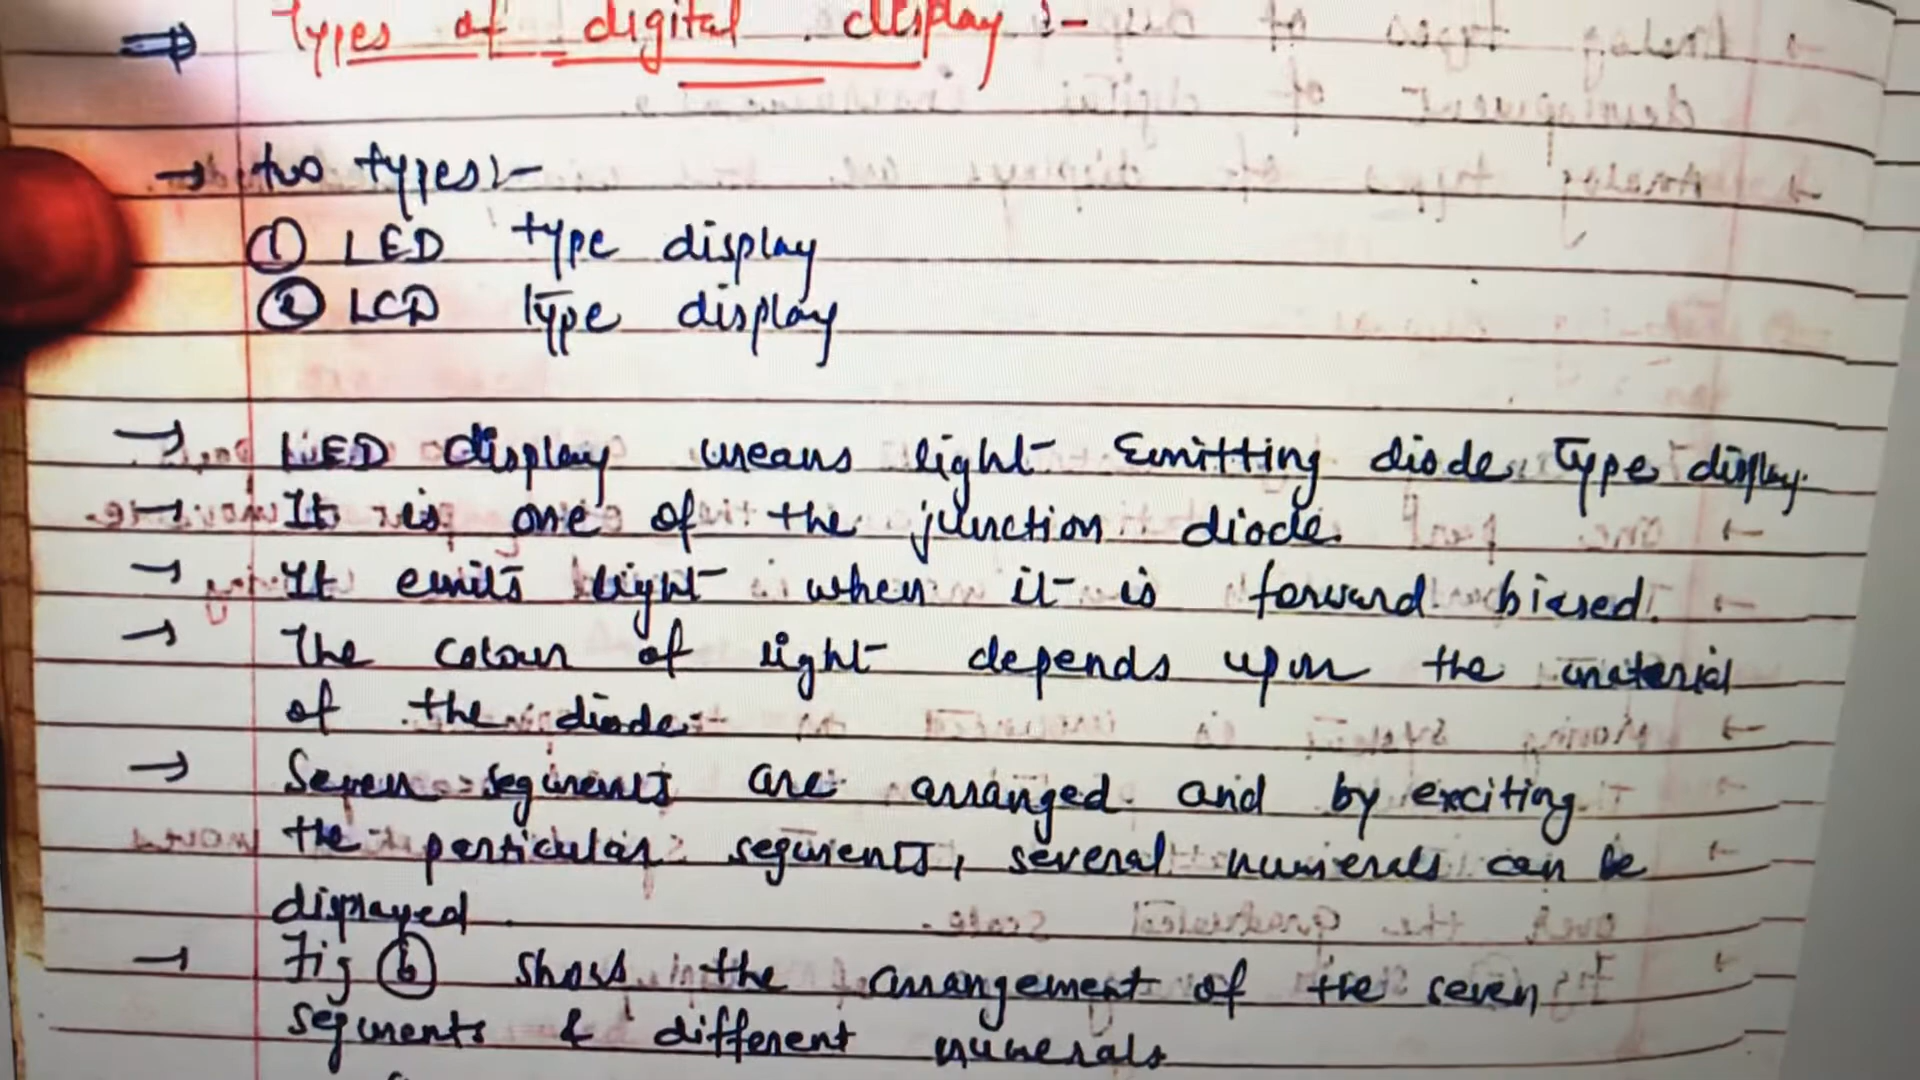 ⇒ Types of digital display :-
→ two types :-
① LED type display
② LCD type display
→ LED display means light Emitting diode type display.
→ It is one of the junction diode.
→ It emits light when it is forward biased.
→ The colour of light depends upon the material
of the diode.
→ Seven segments are arranged and by exciting
the particular segments, several numerals can be
displayed.
→ Fig ⓑ shows the arrangement of the seven
segments & different numerals